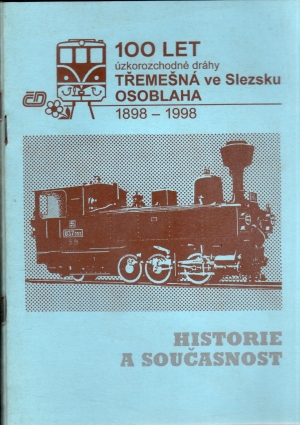 100 LET
úzkorozchodné dráhy
TŘEMEŠNÁ ve Slezsku
OSOBLAHA
1898 – 1998
ČD
HISTORIE
A SOUČASNOST